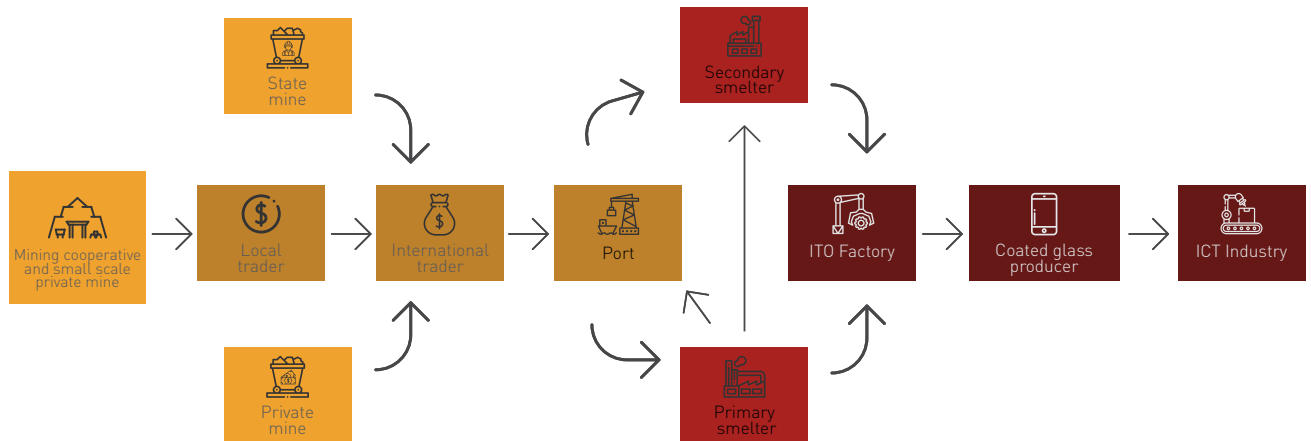 State
mine
Secondary
smelter
Mining cooperative
and small scale
private mine
$
Local
trader
$
International
trader
Port
ITO Factory
Coated glass
producer
ICT Industry
Private
mine
Primary
smelter